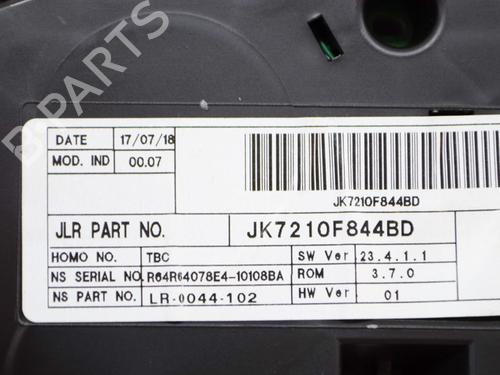 B-PARTS
DATE 17/07/18
MOD. IND 00.07
JK7210F844BD
JLR PART NO. JK7210F844BD
HOMO NO. TBC SW Ver 23.4.1.1
NS SERIAL NO. R64R64078E4-10108BA ROM 3.7.0
NS PART NO. LR-0044-102 HW Ver 01